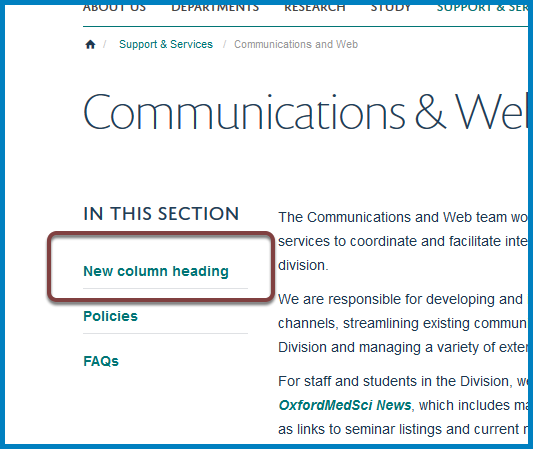 ABOUT US DEPARTMENTS RESEARCH STUDY SUPPORT & SER
/ Support & Services / Communications and Web
Communications & Web
IN THIS SECTION
New column heading
Policies
FAQs
The Communications and Web team wo
services to coordinate and facilitate inte
division.
We are responsible for developing and
channels, streamlining existing commun
Division and managing a variety of exter
For staff and students in the Division, we
OxfordMedSci News, which includes ma
as links to seminar listings and current r